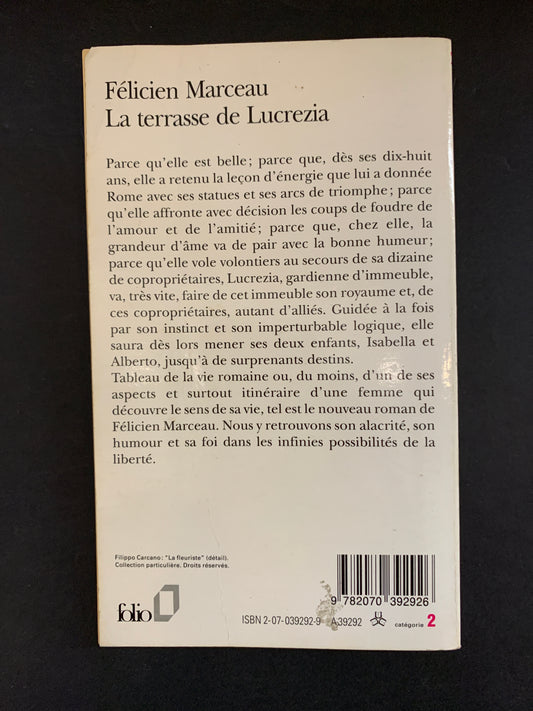 Félicien Marceau
La terrasse de Lucrezia
Parce qu'elle est belle ; parce que, dès ses dix-huit
ans, elle a retenu la leçon d'énergie que lui a donnée
Rome avec ses statues et ses arcs de triomphe ; parce
qu'elle affronte avec décision les coups de foudre de
l'amour et de l'amitié ; parce que, chez elle, la
grandeur d'âme va de pair avec la bonne humeur ;
parce qu'elle vole volontiers au secours de sa dizaine
de copropriétaires, Lucrezia, gardienne d'immeuble,
va, très vite, faire de cet immeuble son royaume et, de
ces copropriétaires, autant d'alliés. Guidée à la fois
par son instinct et son imperturbable logique, elle
saura dès lors mener ses deux enfants, Isabella et
Alberto, jusqu'à de surprenants destins.
Tableau de la vie romaine ou, du moins, d'un de ses
aspects et surtout itinéraire d'une femme qui
découvre le sens de sa vie, tel est le nouveau roman de
Félicien Marceau. Nous y retrouvons son alacrité, son
humour et sa foi dans les infinies possibilités de la
liberté.
Filippo Carcano : "La fleuriste" (détail).
Collection particulière. Droits réservés.
folio
9 782070 392926
ISBN 2-07-039292-9 A 39292 catégorie 2